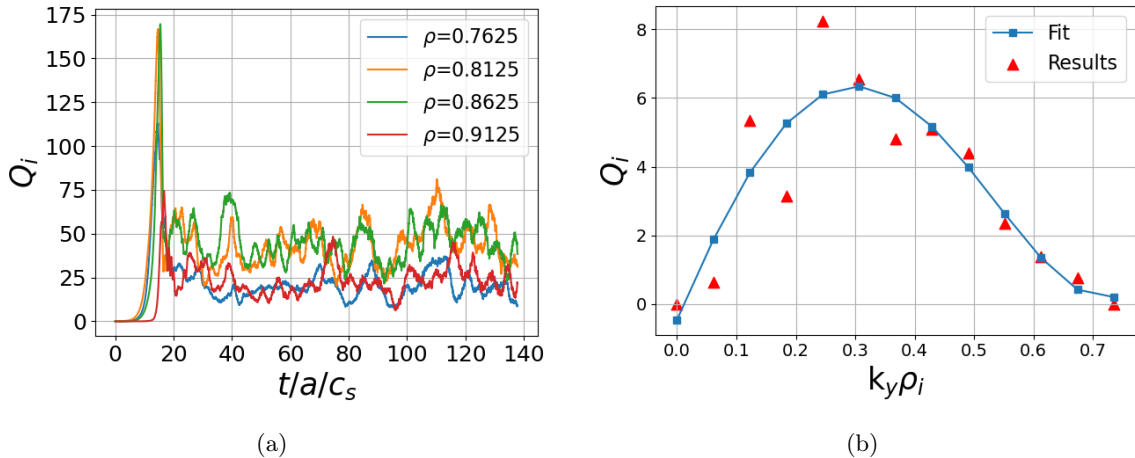 175
150
125
100
75
50
25
0
Q_i
0 20 40 60 80 100 120 140
t/a/c_s
ρ=0.7625
ρ=0.8125
ρ=0.8625
ρ=0.9125
(a)
8
6
4
2
0
Q_i
0.0 0.1 0.2 0.3 0.4 0.5 0.6 0.7
k_yρ_i
Fit
Results
(b)